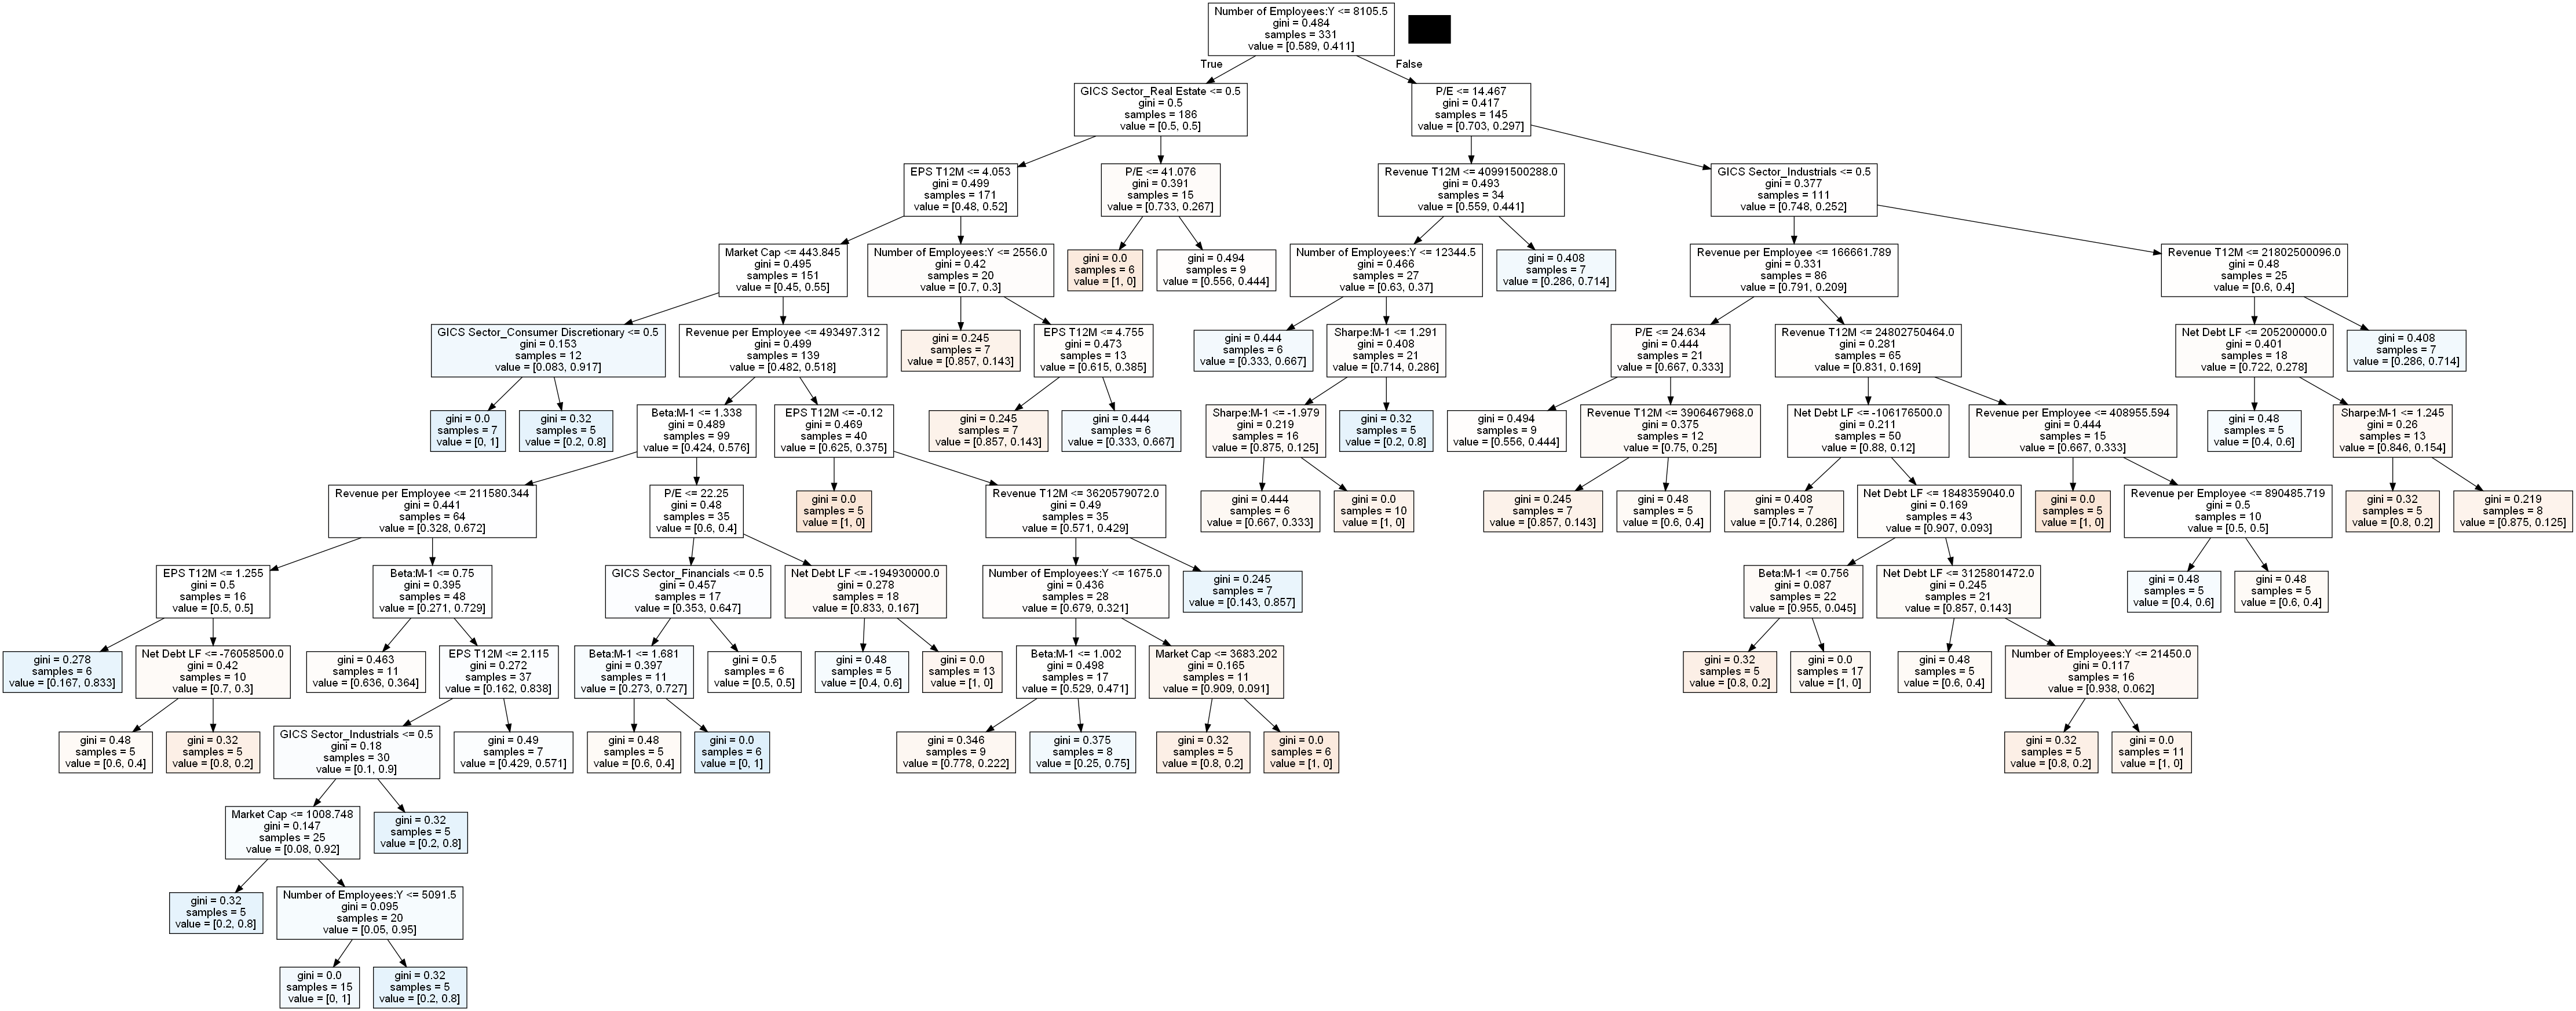 Number of Employees:Y <= 8105.5
gini = 0.484
samples = 331
value = [0.589, 0.411]
True
False
GICS Sector_Real Estate <= 0.5
gini = 0.5
samples = 186
value = [0.5, 0.5]
P/E <= 14.467
gini = 0.417
samples = 145
value = [0.703, 0.297]
EPS T12M <= 4.053
gini = 0.499
samples = 171
value = [0.48, 0.52]
P/E <= 41.076
gini = 0.391
samples = 15
value = [0.733, 0.267]
Revenue T12M <= 40991500288.0
gini = 0.493
samples = 34
value = [0.559, 0.441]
GICS Sector_Industrials <= 0.5
gini = 0.377
samples = 111
value = [0.748, 0.252]
Market Cap <= 443.845
gini = 0.495
samples = 151
value = [0.45, 0.55]
Number of Employees:Y <= 2556.0
gini = 0.42
samples = 20
value = [0.7, 0.3]
gini = 0.0
samples = 6
value = [1, 0]
gini = 0.494
samples = 9
value = [0.556, 0.444]
Number of Employees:Y <= 12344.5
gini = 0.466
samples = 27
value = [0.63, 0.37]
gini = 0.408
samples = 7
value = [0.286, 0.714]
Revenue per Employee <= 166661.789
gini = 0.331
samples = 86
value = [0.791, 0.209]
Revenue T12M <= 21802500096.0
gini = 0.48
samples = 25
value = [0.6, 0.4]
GICS Sector_Consumer Discretionary <= 0.5
gini = 0.153
samples = 12
value = [0.083, 0.917]
Revenue per Employee <= 493497.312
gini = 0.499
samples = 139
value = [0.482, 0.518]
gini = 0.245
samples = 7
value = [0.857, 0.143]
EPS T12M <= 4.755
gini = 0.473
samples = 13
value = [0.615, 0.385]
gini = 0.444
samples = 6
value = [0.333, 0.667]
Sharpe:M-1 <= 1.291
gini = 0.408
samples = 21
value = [0.714, 0.286]
P/E <= 24.634
gini = 0.444
samples = 21
value = [0.667, 0.333]
Revenue T12M <= 24802750464.0
gini = 0.281
samples = 65
value = [0.831, 0.169]
Net Debt LF <= 205200000.0
gini = 0.401
samples = 18
value = [0.722, 0.278]
gini = 0.408
samples = 7
value = [0.286, 0.714]
gini = 0.0
samples = 7
value = [0, 1]
gini = 0.32
samples = 5
value = [0.2, 0.8]
Beta:M-1 <= 1.338
gini = 0.489
samples = 99
value = [0.424, 0.576]
EPS T12M <= -0.12
gini = 0.469
samples = 40
value = [0.625, 0.375]
gini = 0.245
samples = 7
value = [0.857, 0.143]
gini = 0.444
samples = 6
value = [0.333, 0.667]
Sharpe:M-1 <= -1.979
gini = 0.219
samples = 16
value = [0.875, 0.125]
gini = 0.32
samples = 5
value = [0.2, 0.8]
gini = 0.494
samples = 9
value = [0.556, 0.444]
Revenue T12M <= 3906467968.0
gini = 0.375
samples = 12
value = [0.75, 0.25]
Net Debt LF <= -106176500.0
gini = 0.211
samples = 50
value = [0.88, 0.12]
Revenue per Employee <= 408955.594
gini = 0.444
samples = 15
value = [0.667, 0.333]
gini = 0.48
samples = 5
value = [0.4, 0.6]
Sharpe:M-1 <= 1.245
gini = 0.26
samples = 13
value = [0.846, 0.154]
Revenue per Employee <= 211580.344
gini = 0.441
samples = 64
value = [0.328, 0.672]
P/E <= 22.25
gini = 0.48
samples = 35
value = [0.6, 0.4]
gini = 0.0
samples = 5
value = [1, 0]
Revenue T12M <= 3620579072.0
gini = 0.49
samples = 35
value = [0.571, 0.429]
gini = 0.444
samples = 6
value = [0.667, 0.333]
gini = 0.0
samples = 10
value = [1, 0]
gini = 0.245
samples = 7
value = [0.857, 0.143]
gini = 0.48
samples = 5
value = [0.6, 0.4]
gini = 0.408
samples = 7
value = [0.714, 0.286]
Net Debt LF <= 1848359040.0
gini = 0.169
samples = 43
value = [0.907, 0.093]
gini = 0.0
samples = 5
value = [1, 0]
Revenue per Employee <= 890485.719
gini = 0.5
samples = 10
value = [0.5, 0.5]
gini = 0.32
samples = 5
value = [0.8, 0.2]
gini = 0.219
samples = 8
value = [0.875, 0.125]
EPS T12M <= 1.255
gini = 0.5
samples = 16
value = [0.5, 0.5]
Beta:M-1 <= 0.75
gini = 0.395
samples = 48
value = [0.271, 0.729]
GICS Sector_Financials <= 0.5
gini = 0.457
samples = 17
value = [0.353, 0.647]
Net Debt LF <= -194930000.0
gini = 0.278
samples = 18
value = [0.833, 0.167]
Number of Employees:Y <= 1675.0
gini = 0.436
samples = 28
value = [0.679, 0.321]
gini = 0.245
samples = 7
value = [0.143, 0.857]
Beta:M-1 <= 0.756
gini = 0.087
samples = 22
value = [0.955, 0.045]
Net Debt LF <= 3125801472.0
gini = 0.245
samples = 21
value = [0.857, 0.143]
gini = 0.48
samples = 5
value = [0.4, 0.6]
gini = 0.48
samples = 5
value = [0.6, 0.4]
gini = 0.278
samples = 6
value = [0.167, 0.833]
Net Debt LF <= -76058500.0
gini = 0.42
samples = 10
value = [0.7, 0.3]
gini = 0.463
samples = 11
value = [0.636, 0.364]
EPS T12M <= 2.115
gini = 0.272
samples = 37
value = [0.162, 0.838]
Beta:M-1 <= 1.681
gini = 0.397
samples = 11
value = [0.273, 0.727]
gini = 0.5
samples = 6
value = [0.5, 0.5]
gini = 0.48
samples = 5
value = [0.4, 0.6]
gini = 0.0
samples = 13
value = [1, 0]
Beta:M-1 <= 1.002
gini = 0.498
samples = 17
value = [0.529, 0.471]
Market Cap <= 3683.202
gini = 0.165
samples = 11
value = [0.909, 0.091]
gini = 0.32
samples = 5
value = [0.8, 0.2]
gini = 0.0
samples = 17
value = [1, 0]
gini = 0.48
samples = 5
value = [0.6, 0.4]
Number of Employees:Y <= 21450.0
gini = 0.117
samples = 16
value = [0.938, 0.062]
gini = 0.48
samples = 5
value = [0.6, 0.4]
gini = 0.32
samples = 5
value = [0.8, 0.2]
GICS Sector_Industrials <= 0.5
gini = 0.18
samples = 30
value = [0.1, 0.9]
gini = 0.49
samples = 7
value = [0.429, 0.571]
gini = 0.48
samples = 5
value = [0.6, 0.4]
gini = 0.0
samples = 6
value = [0, 1]
gini = 0.346
samples = 9
value = [0.778, 0.222]
gini = 0.375
samples = 8
value = [0.25, 0.75]
gini = 0.32
samples = 5
value = [0.8, 0.2]
gini = 0.0
samples = 6
value = [1, 0]
gini = 0.32
samples = 5
value = [0.8, 0.2]
gini = 0.0
samples = 11
value = [1, 0]
Market Cap <= 1008.748
gini = 0.147
samples = 25
value = [0.08, 0.92]
gini = 0.32
samples = 5
value = [0.2, 0.8]
gini = 0.32
samples = 5
value = [0.2, 0.8]
Number of Employees:Y <= 5091.5
gini = 0.095
samples = 20
value = [0.05, 0.95]
gini = 0.0
samples = 15
value = [0, 1]
gini = 0.32
samples = 5
value = [0.2, 0.8]